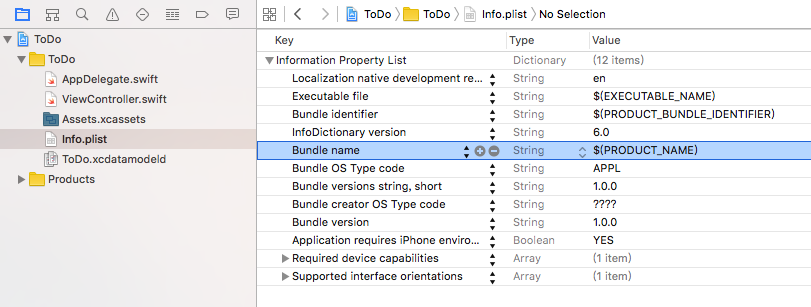 ToDo ToDo Info.plist No Selection
ToDo
ToDo
AppDelegate.swift
ViewController.swift
Assets.xcassets
Info.plist
ToDo.xcdatamodeld
Products
Key Type Value
Information Property List Dictionary (12 items)
Localization native development re... String en
Executable file String $(EXECUTABLE_NAME)
Bundle identifier String $(PRODUCT_BUNDLE_IDENTIFIER)
InfoDictionary version String 6.0
Bundle name String $(PRODUCT_NAME)
Bundle OS Type code String APPL
Bundle versions string, short String 1.0.0
Bundle creator OS Type code String ????
Bundle version String 1.0.0
Application requires iPhone enviro... Boolean YES
Required device capabilities Array (1 item)
Supported interface orientations Array (1 item)